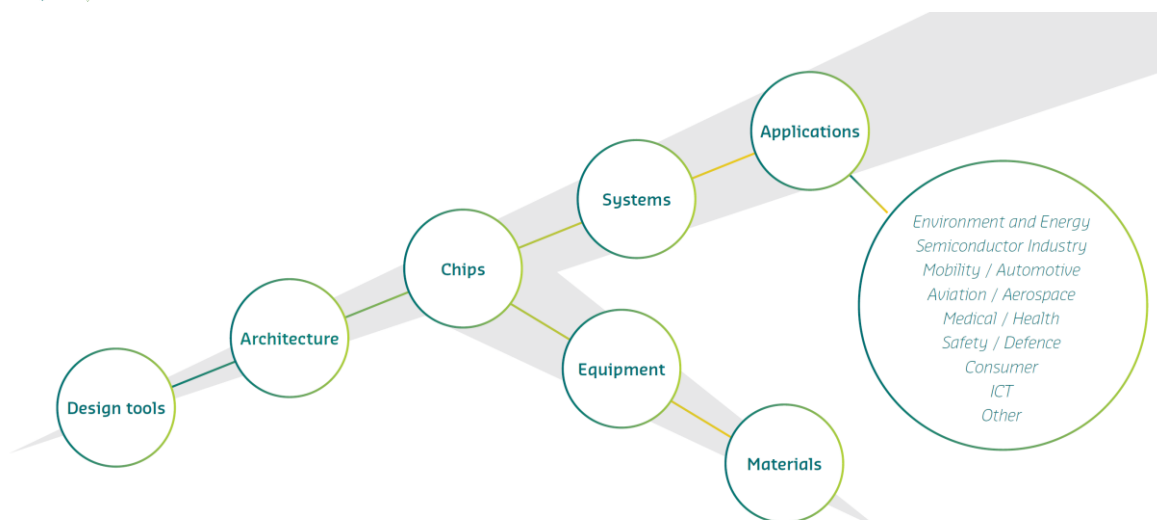 Applications
Systems
Chips
Architecture
Design tools
Equipment
Materials
Environment and Energy
Semiconductor Industry
Mobility / Automotive
Aviation / Aerospace
Medical / Health
Safety / Defence
Consumer
ICT
Other